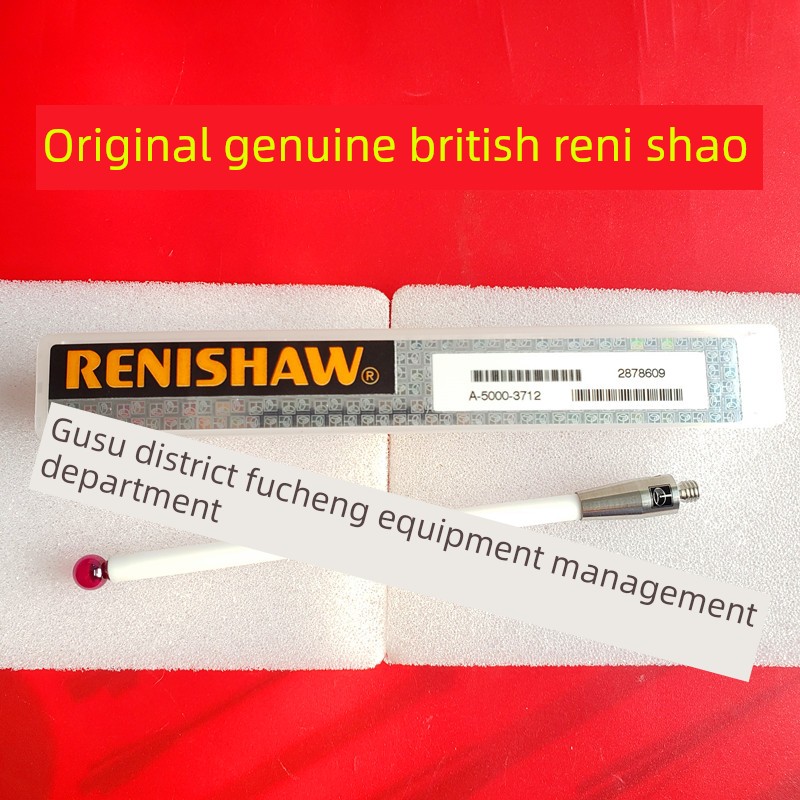 Original genuine british reni shao
RENISHAW®
2878609
A-5000-3712
Gusu district fucheng equipment management
department